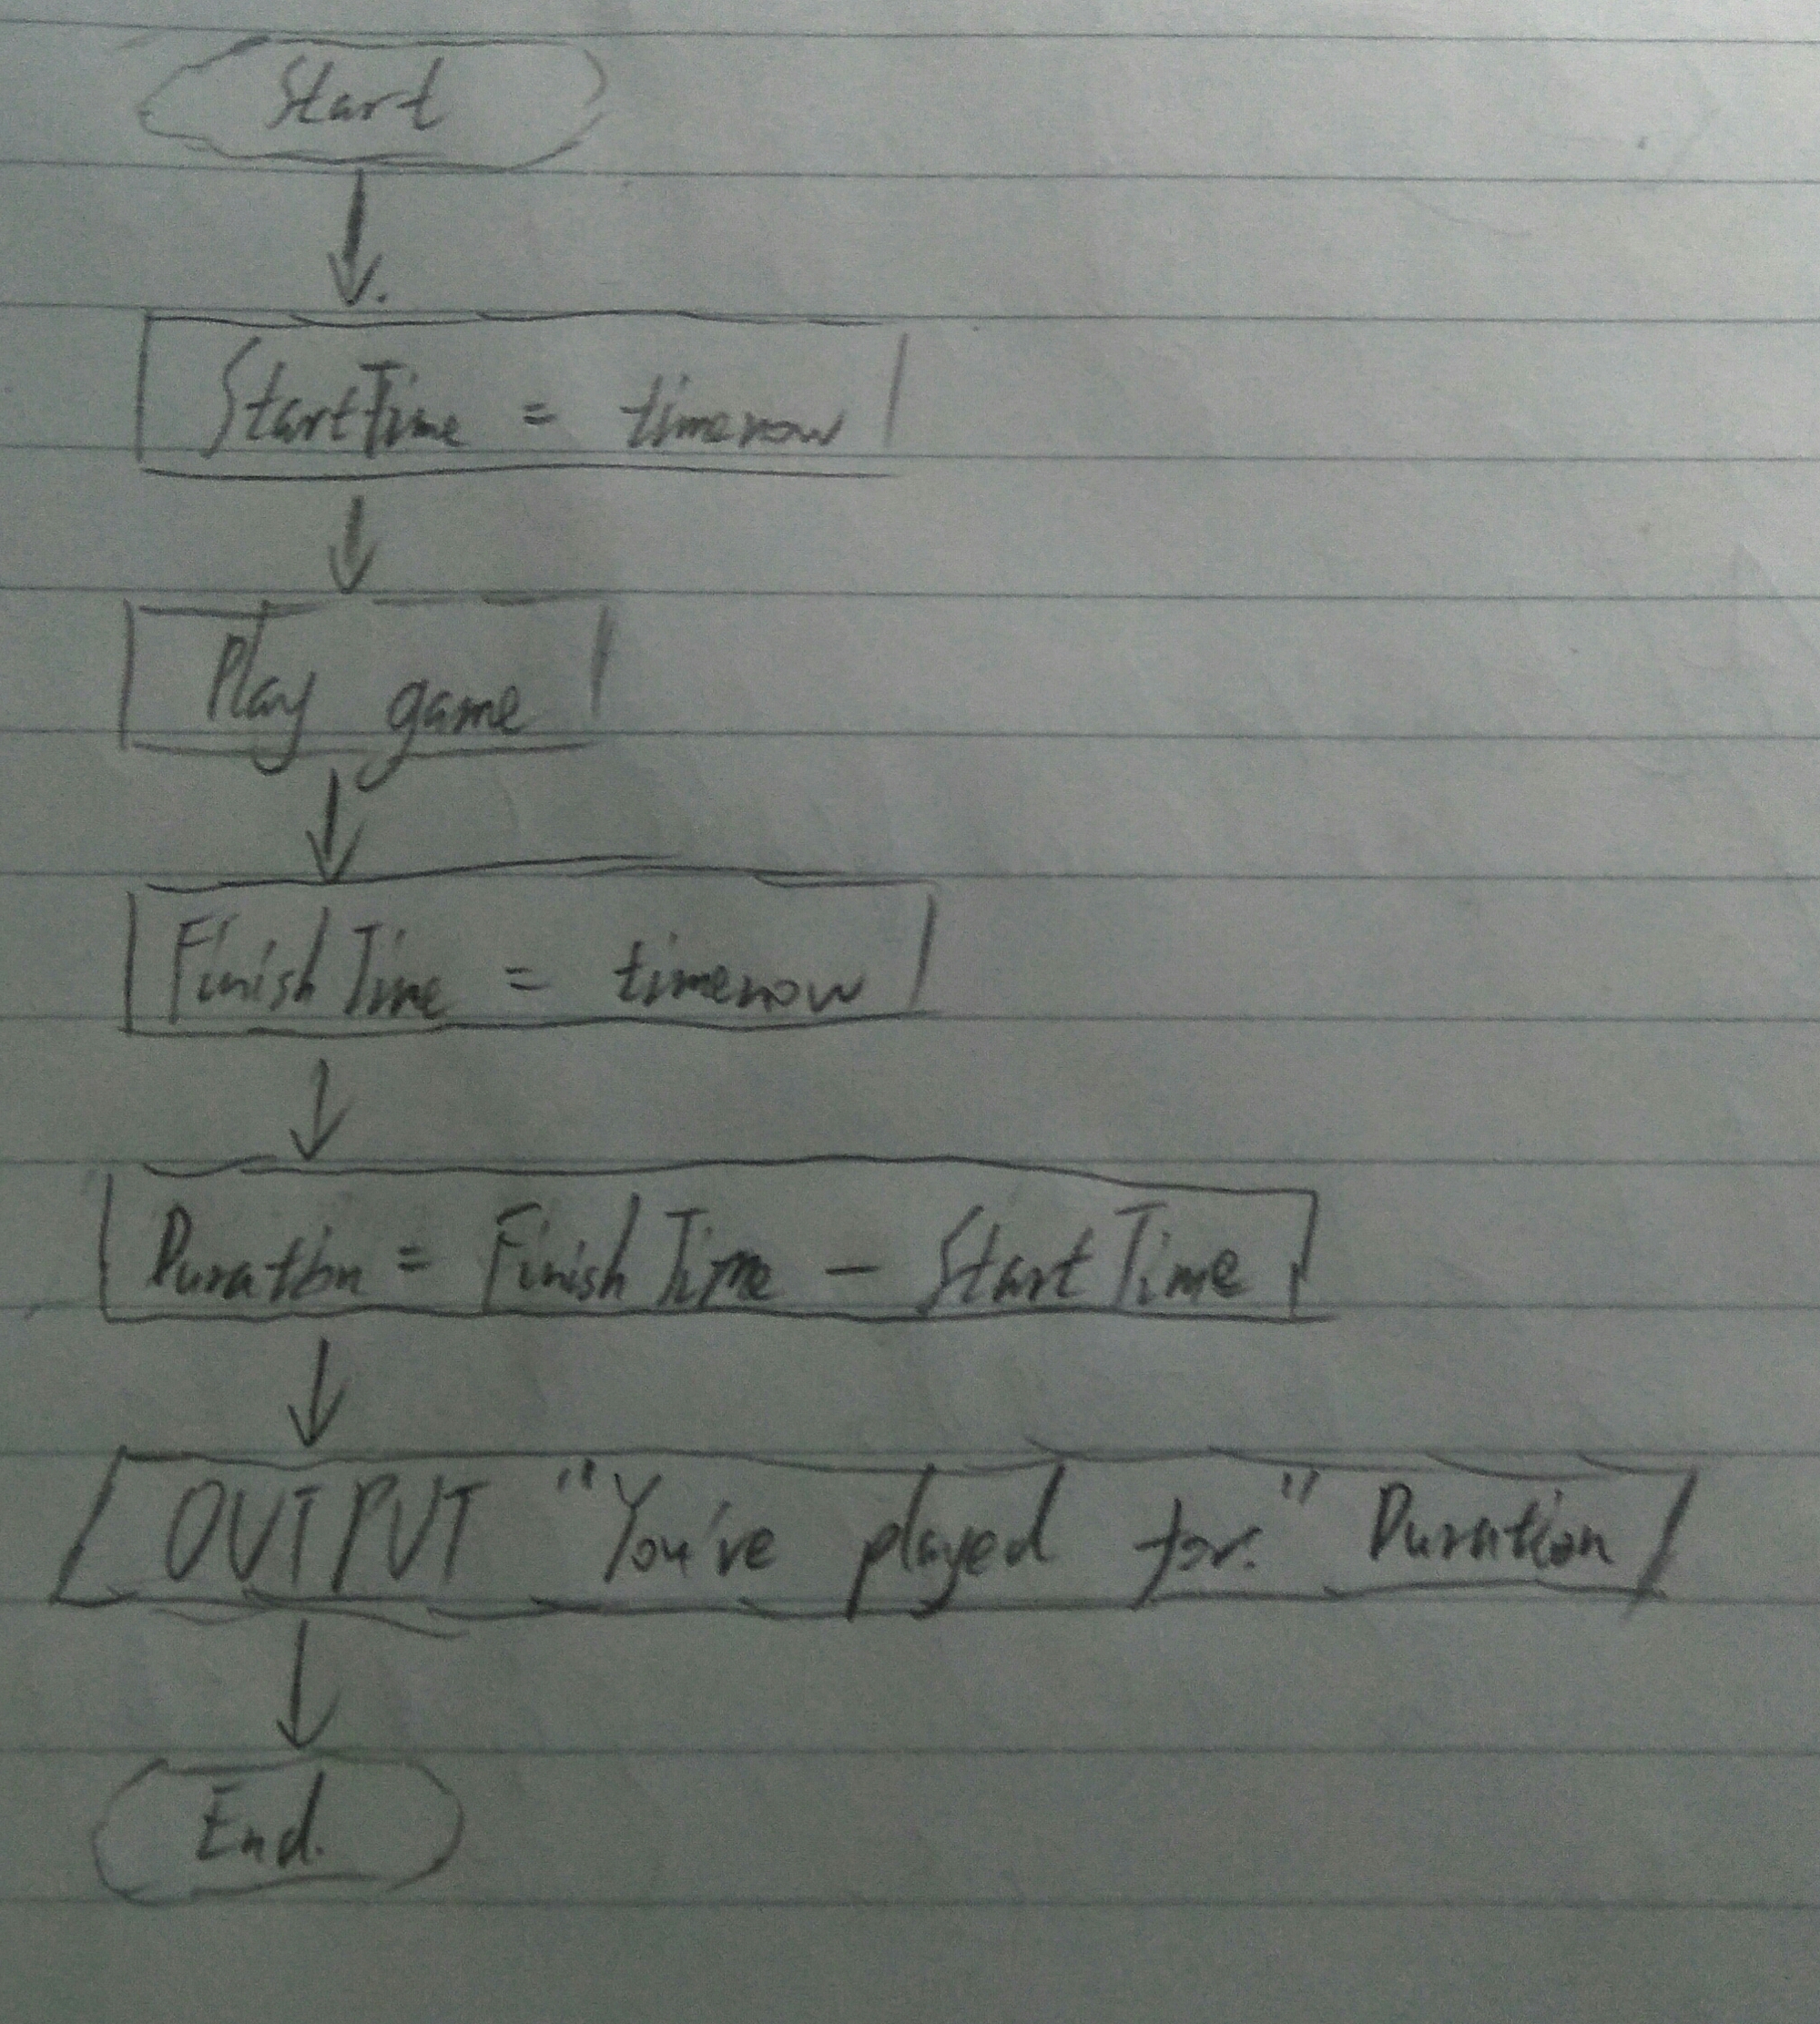 Start
StartTime = timenow
Play game
FinishTime = timenow
Duration = FinishTime - StartTime
OUTPUT "You've played for:" Duration
End.